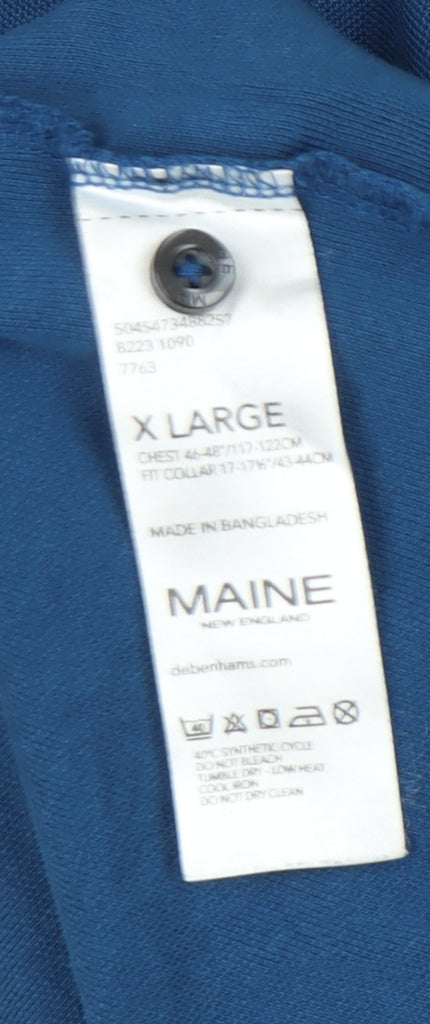 5045473488257
8223 1090
7763
X LARGE
CHEST 46-48"/117-122CM
FIT COLLAR 17-17½"/43-44CM
MADE IN BANGLADESH
MAINE
NEW ENGLAND
debenhams.com
40
40°C SYNTHETIC CYCLE
DO NOT BLEACH
TUMBLE DRY - LOW HEAT
COOL IRON
DO NOT DRY CLEAN